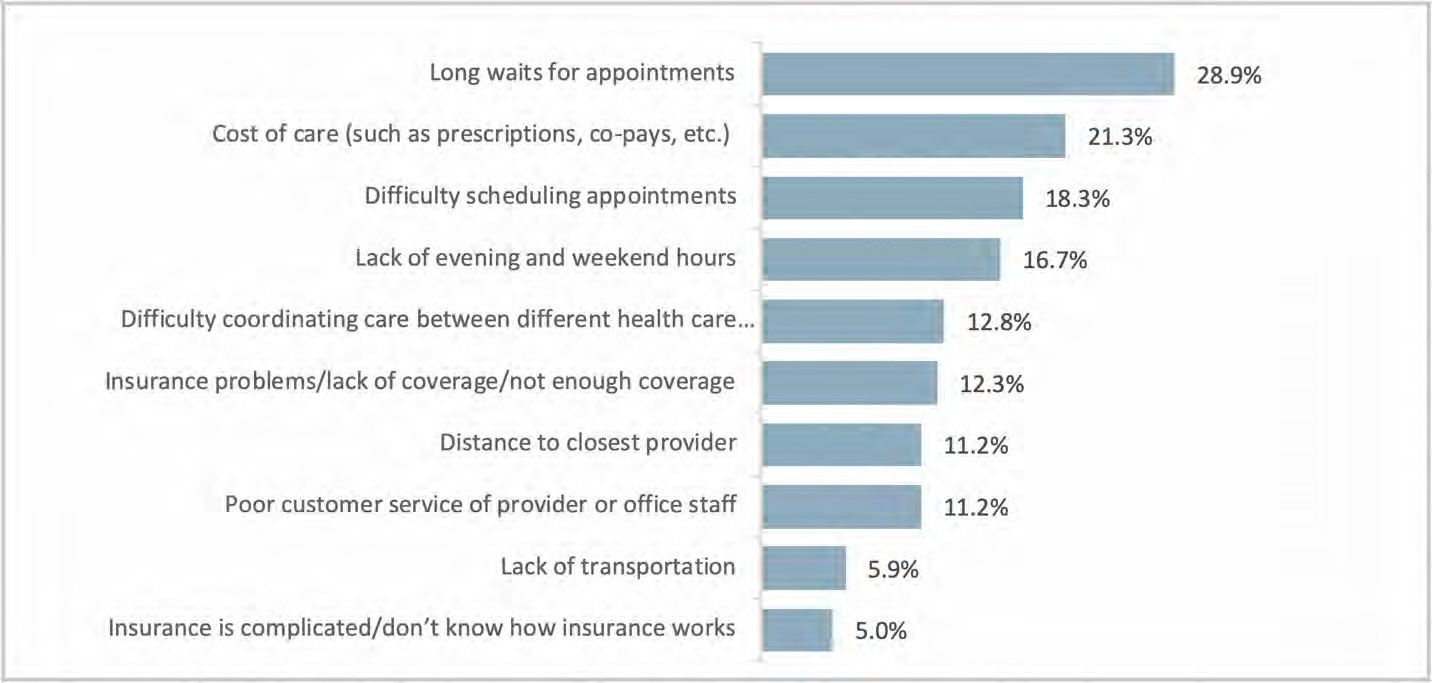 Long waits for appointments 28.9%
Cost of care (such as prescriptions, co-pays, etc.) 21.3%
Difficulty scheduling appointments 18.3%
Lack of evening and weekend hours 16.7%
Difficulty coordinating care between different health care... 12.8%
Insurance problems/lack of coverage/not enough coverage 12.3%
Distance to closest provider 11.2%
Poor customer service of provider or office staff 11.2%
Lack of transportation 5.9%
Insurance is complicated/don’t know how insurance works 5.0%